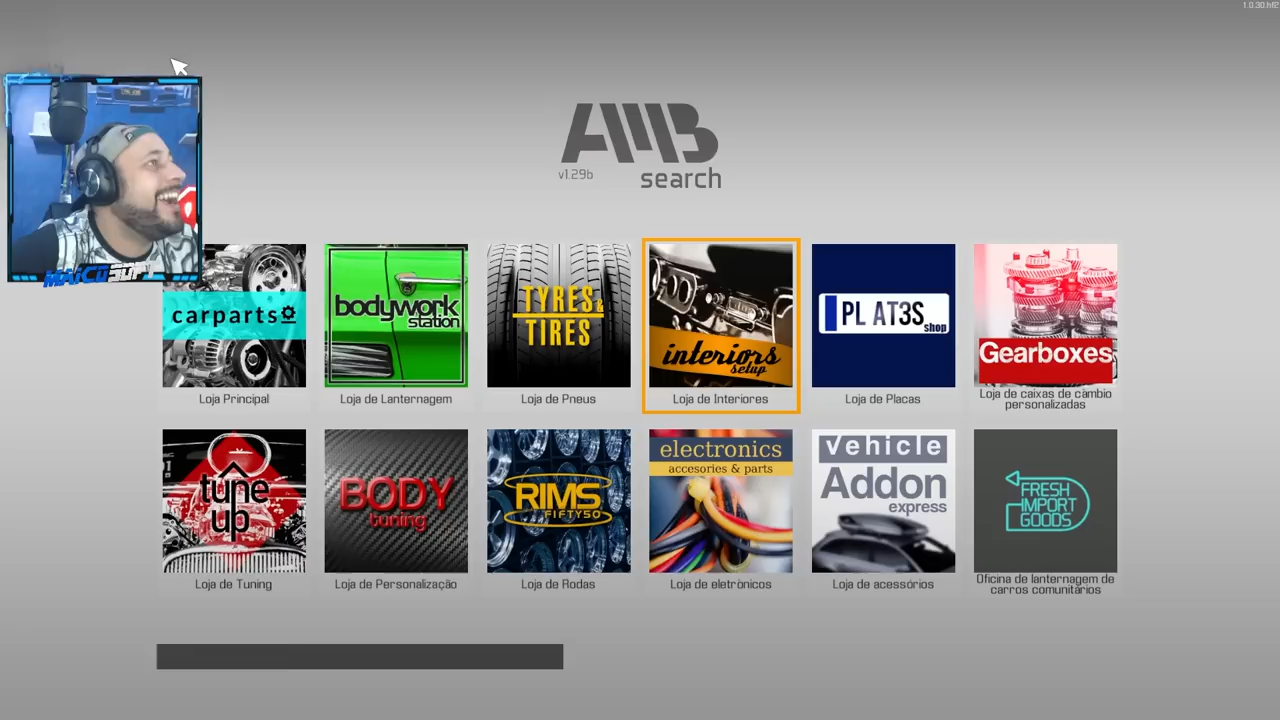 1.0.30.hf2
AMB
v1.29b
search
carparts
Loja Principal
bodywork
station
Loja de Lanternagem
TYRES&
TIRES
Loja de Pneus
interiors
setup
Loja de Interiores
PL AT3S
shop
Loja de Placas
Gearboxes
Loja de caixas de câmbio
personalizadas
tune
up
Loja de Tuning
BODY
tuning
Loja de Personalização
RIMS
FIFTY50
Loja de Rodas
electronics
accesories & parts
Loja de eletrônicos
vehicle
Addon
express
Loja de acessórios
FRESH
IMPORT
GOODS
Oficina de lanternagem de
carros comunitários